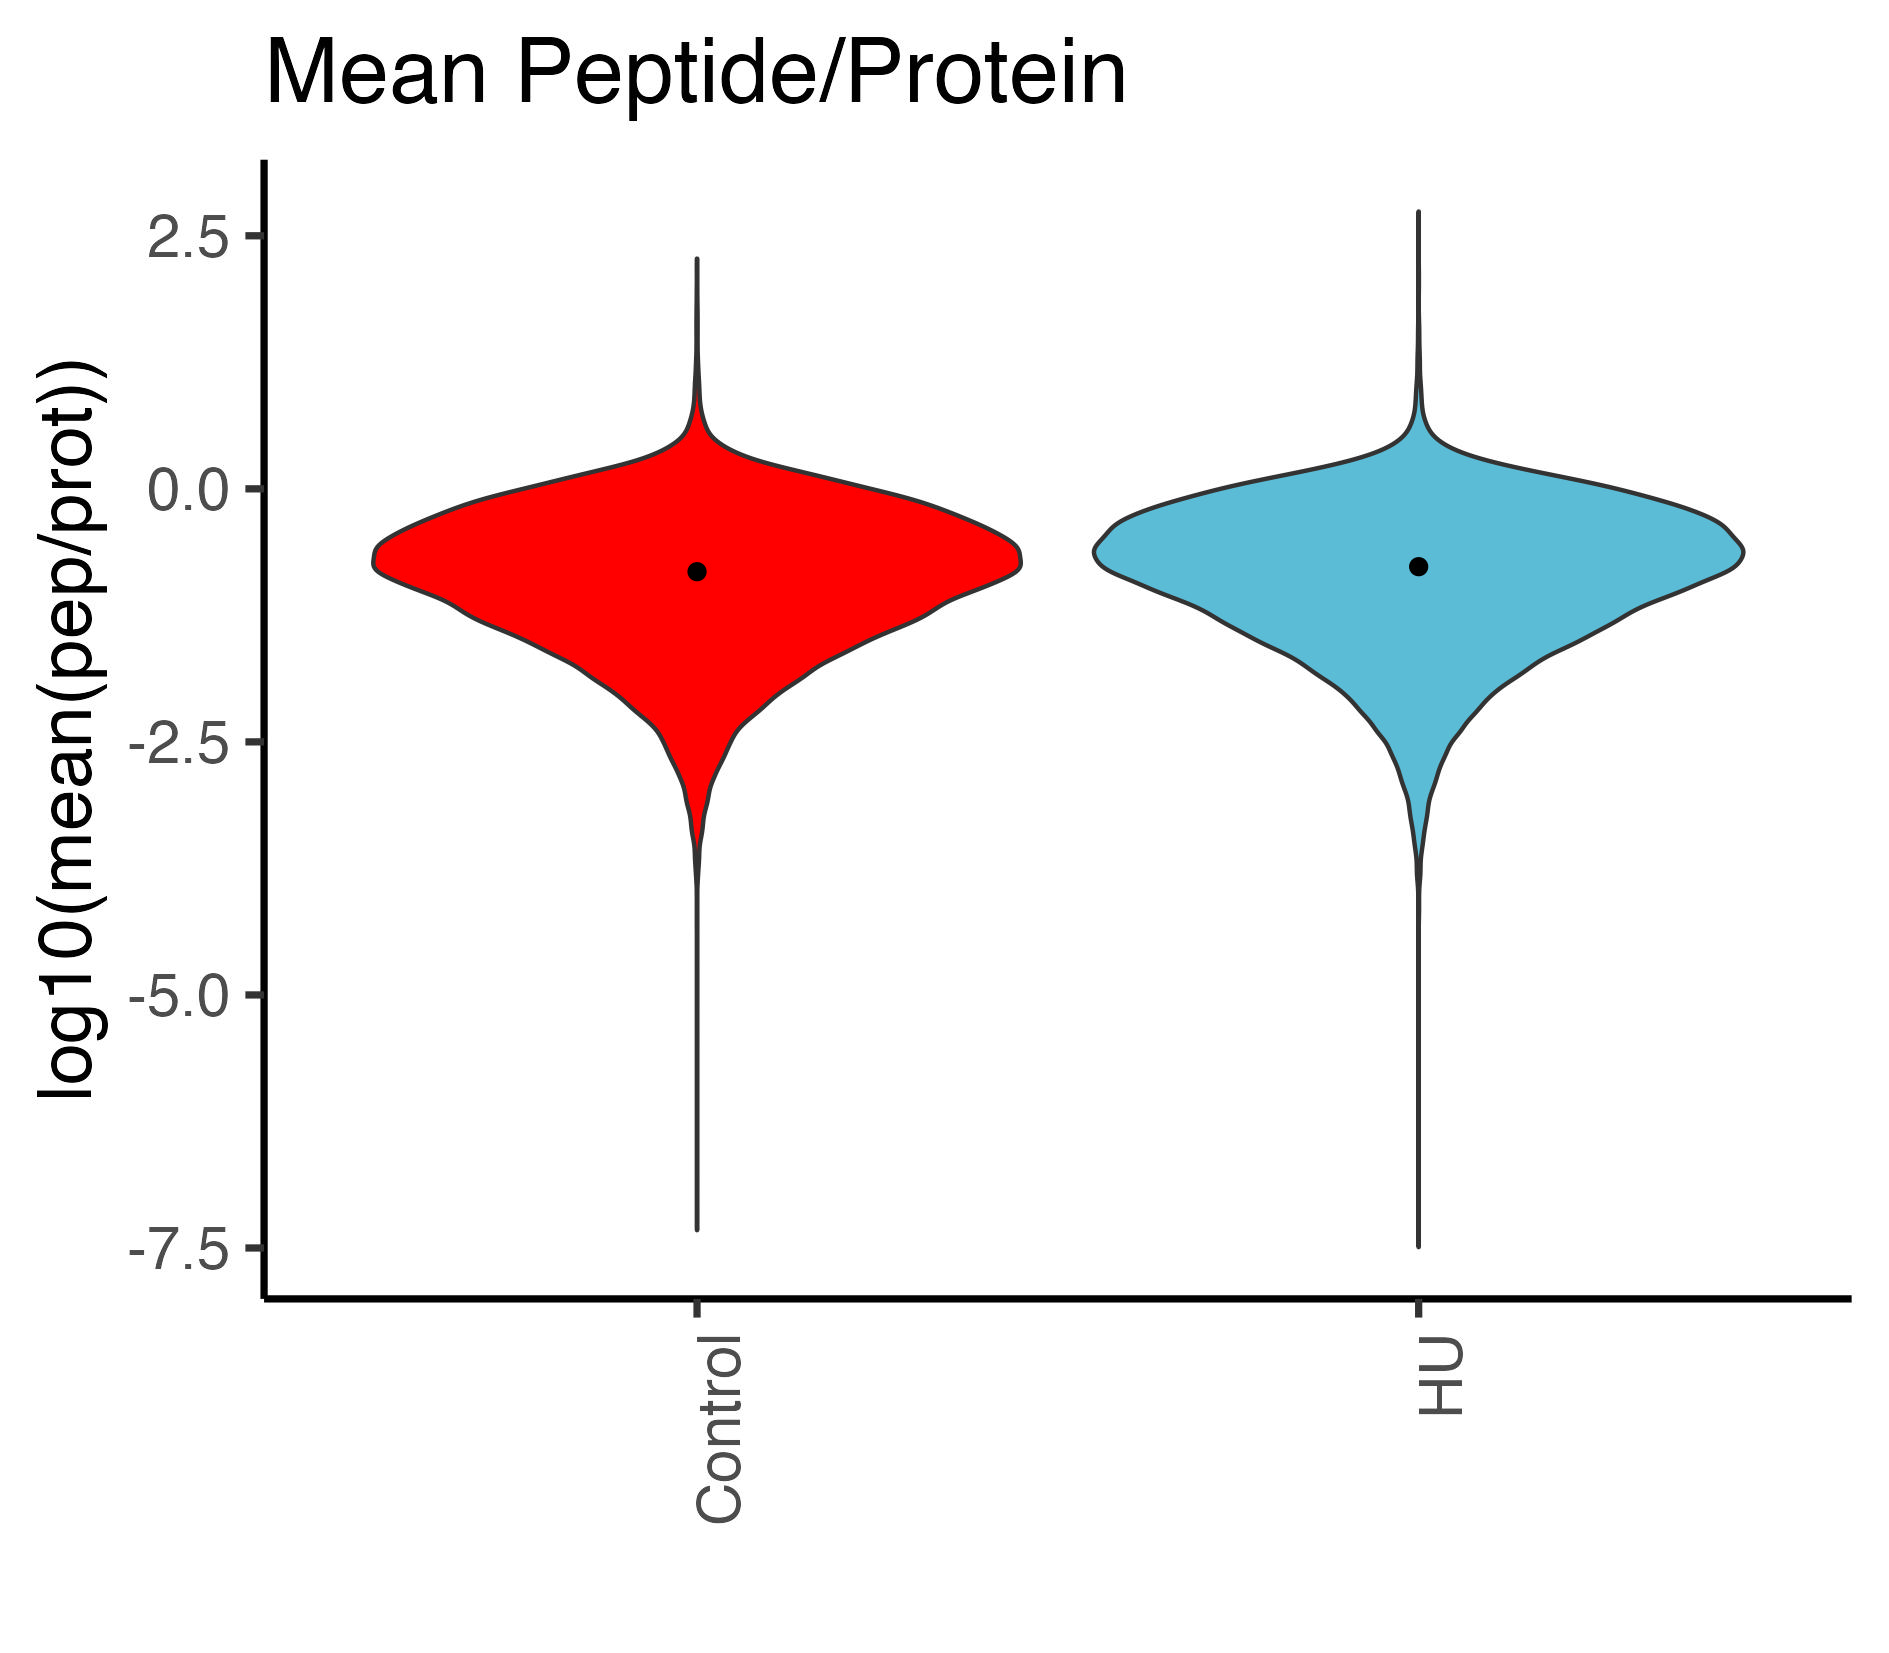 Mean Peptide/Protein
log10(mean(pep/prot))
2.5
0.0
-2.5
-5.0
-7.5
Control
HU